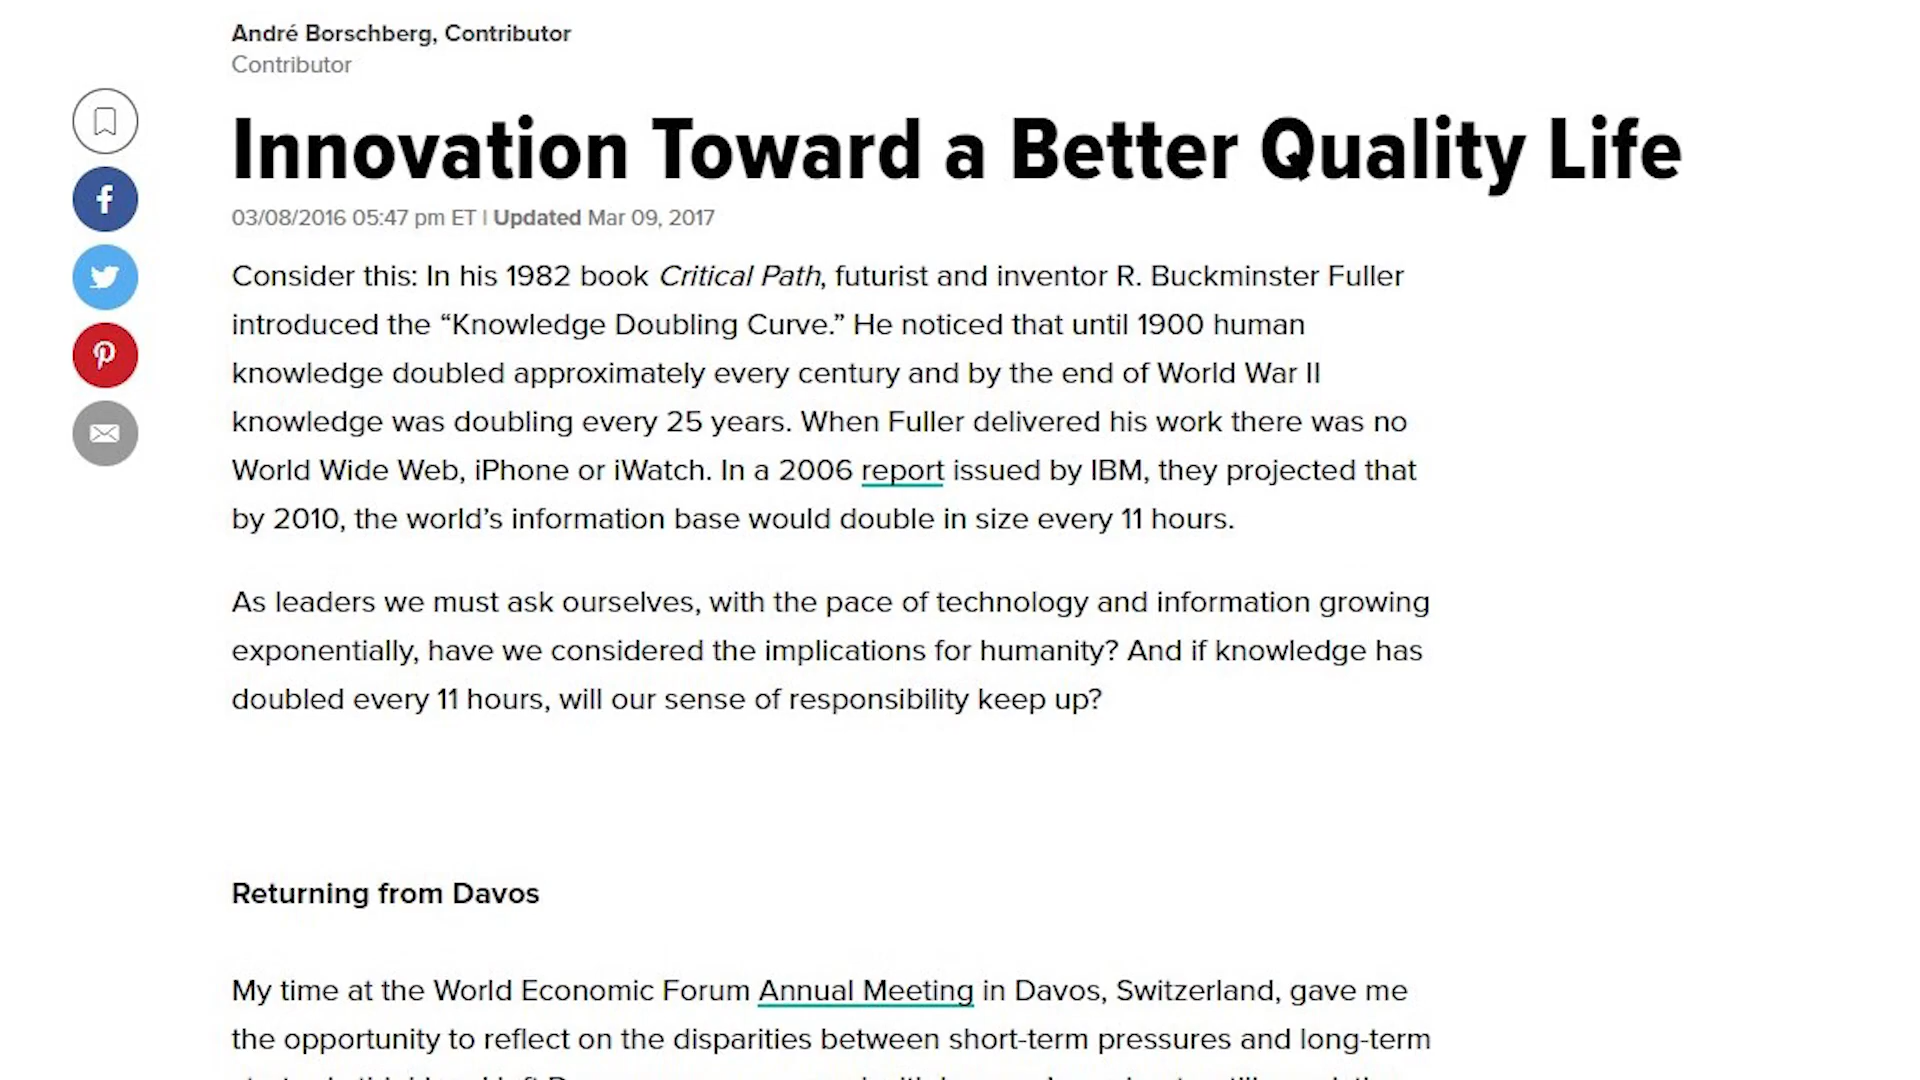 André Borschberg, Contributor
Contributor
Innovation Toward a Better Quality Life
03/08/2016 05:47 pm ET | Updated Mar 09, 2017
Consider this: In his 1982 book Critical Path, futurist and inventor R. Buckminster Fuller
introduced the “Knowledge Doubling Curve.” He noticed that until 1900 human
knowledge doubled approximately every century and by the end of World War II
knowledge was doubling every 25 years. When Fuller delivered his work there was no
World Wide Web, iPhone or iWatch. In a 2006 report issued by IBM, they projected that
by 2010, the world’s information base would double in size every 11 hours.
As leaders we must ask ourselves, with the pace of technology and information growing
exponentially, have we considered the implications for humanity? And if knowledge has
doubled every 11 hours, will our sense of responsibility keep up?
Returning from Davos
My time at the World Economic Forum Annual Meeting in Davos, Switzerland, gave me
the opportunity to reflect on the disparities between short-term pressures and long-term